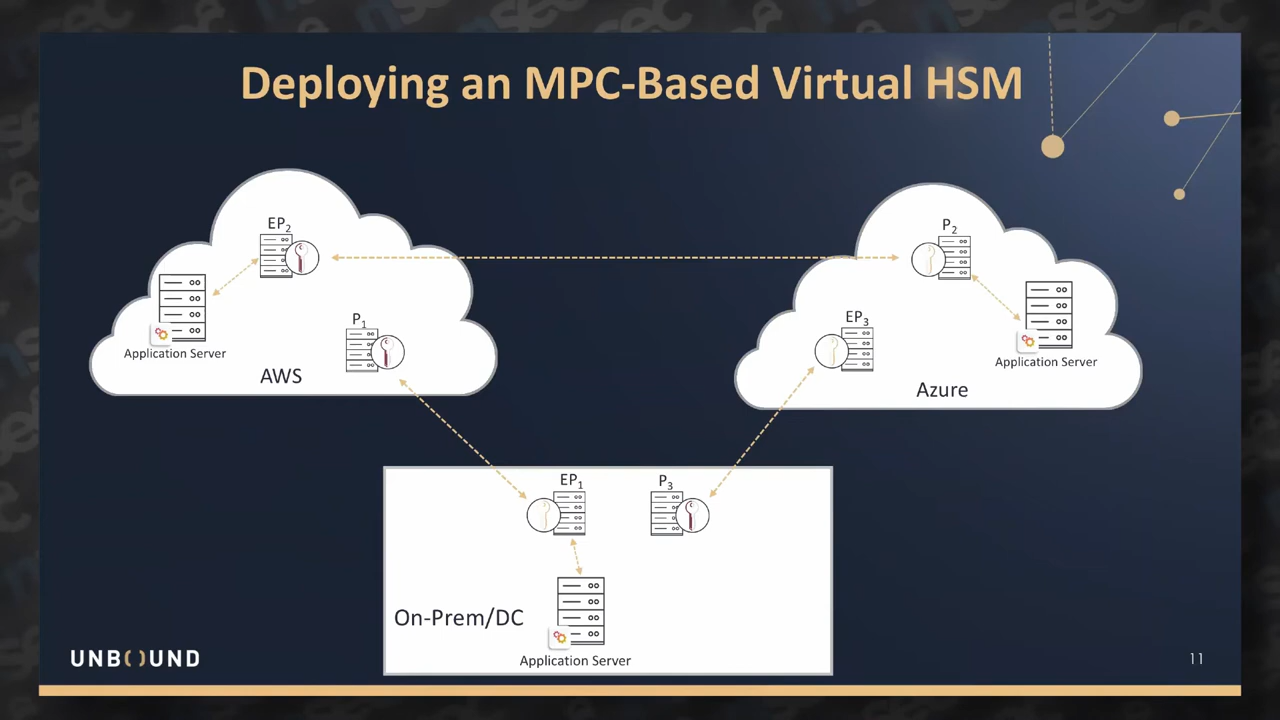 Deploying an MPC-Based Virtual HSM
EP₂
P₁
Application Server
AWS
P₂
EP₃
Application Server
Azure
EP₁
P₃
On-Prem/DC
Application Server
UNBOUND
11